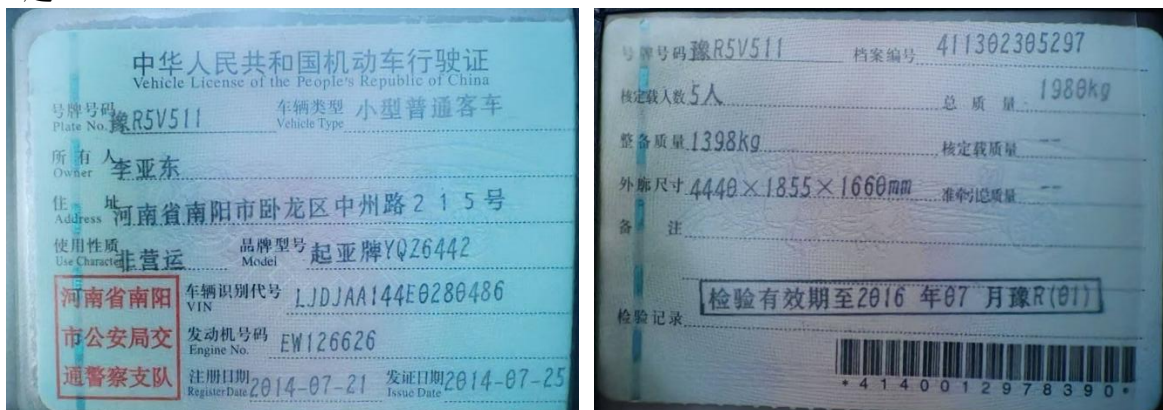 中华人民共和国机动车行驶证
Vehicle License of the People's Republic of China
号牌号码 豫R5V511 车辆类型 小型普通客车
Plate No. Vehicle Type
所有人 李亚东
Owner
住址 河南省南阳市卧龙区中州路215号
Address
使用性质 非营运 品牌型号 起亚牌YQZ6442
Use Character Model
河南省南阳
市公安局交
通警察支队
车辆识别代号 LJDJAA144E0280486
VIN
发动机号码 EW126626
Engine No.
注册日期 2014-07-21 发证日期 2014-07-25
Register Date Issue Date
号牌号码 豫R5V511 档案编号 411302305297
核定载人数 5人 总质量 1980kg
整备质量 1398kg 核定载质量 --
外廓尺寸 4440×1855×1660mm 准牵引总质量 --
备注
检验有效期至2016年07月豫R(01)
检验记录
*4140012978390*